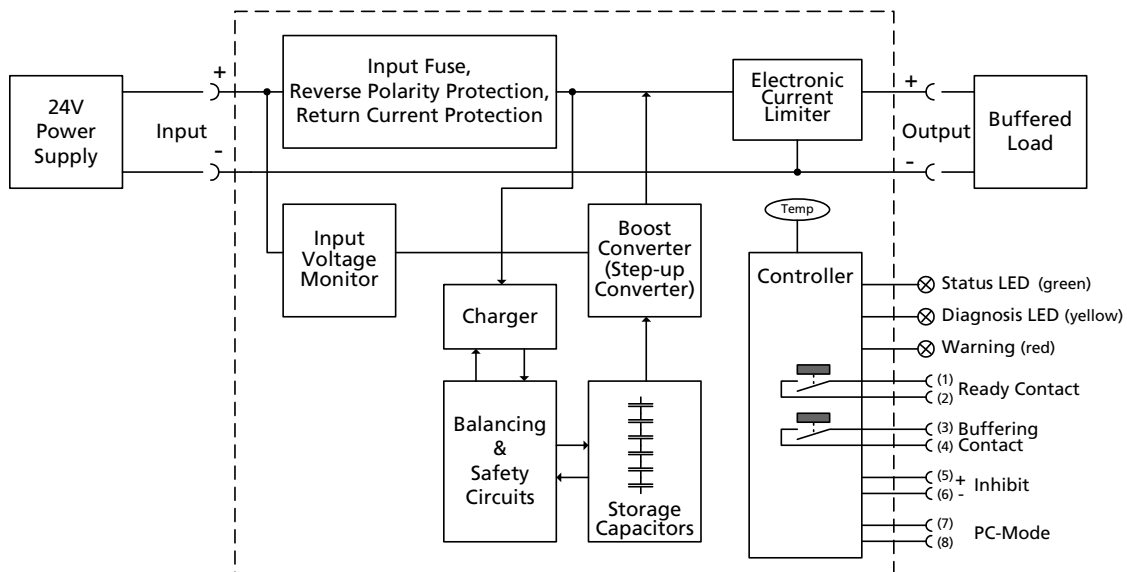 24V
Power
Supply
+
Input
-
Input Fuse,
Reverse Polarity Protection,
Return Current Protection
Electronic
Current
Limiter
+
Output
-
Buffered
Load
Input
Voltage
Monitor
Boost
Converter
(Step-up
Converter)
Charger
Balancing
&
Safety
Circuits
Storage
Capacitors
Temp
Controller
Status LED (green)
Diagnosis LED (yellow)
Warning (red)
(1)
(2)
Ready Contact
(3) Buffering
(4) Contact
(5) +
(6) -
Inhibit
(7)
(8)
PC-Mode